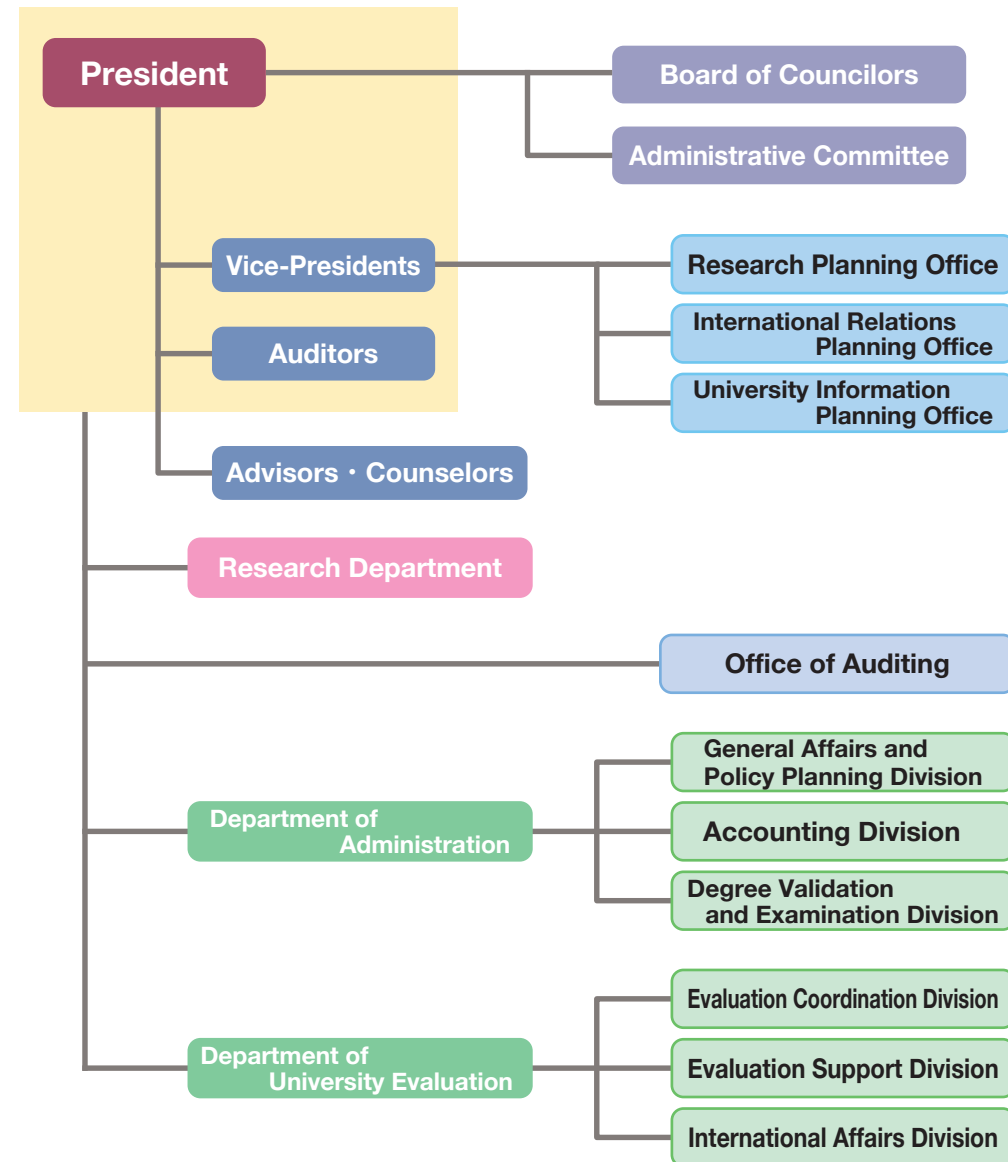 President
Board of Councilors
Administrative Committee
Vice-Presidents
Research Planning Office
International Relations
Planning Office
University Information
Planning Office
Auditors
Advisors・Counselors
Research Department
Office of Auditing
Department of
Administration
General Affairs and
Policy Planning Division
Accounting Division
Degree Validation
and Examination Division
Department of
University Evaluation
Evaluation Coordination Division
Evaluation Support Division
International Affairs Division